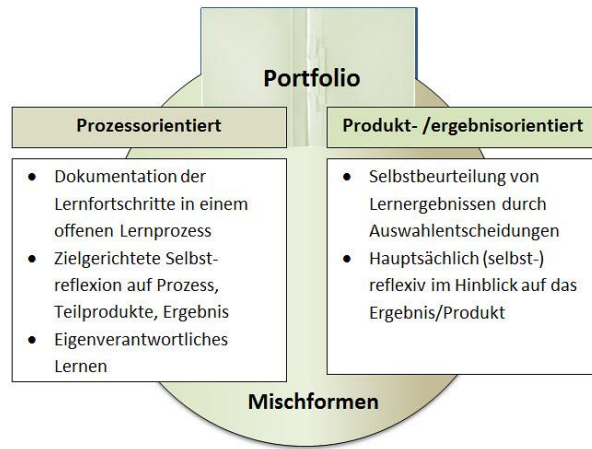 Portfolio
Prozessorientiert
• Dokumentation der
Lernfortschritte in einem
offenen Lernprozess
• Zielgerichtete Selbst-
reflexion auf Prozess,
Teilprodukte, Ergebnis
• Eigenverantwortliches
Lernen
Produkt- /ergebnisorientiert
• Selbstbeurteilung von
Lernergebnissen durch
Auswahlentscheidungen
• Hauptsächlich (selbst-)
reflexiv im Hinblick auf das
Ergebnis/Produkt
Mischformen